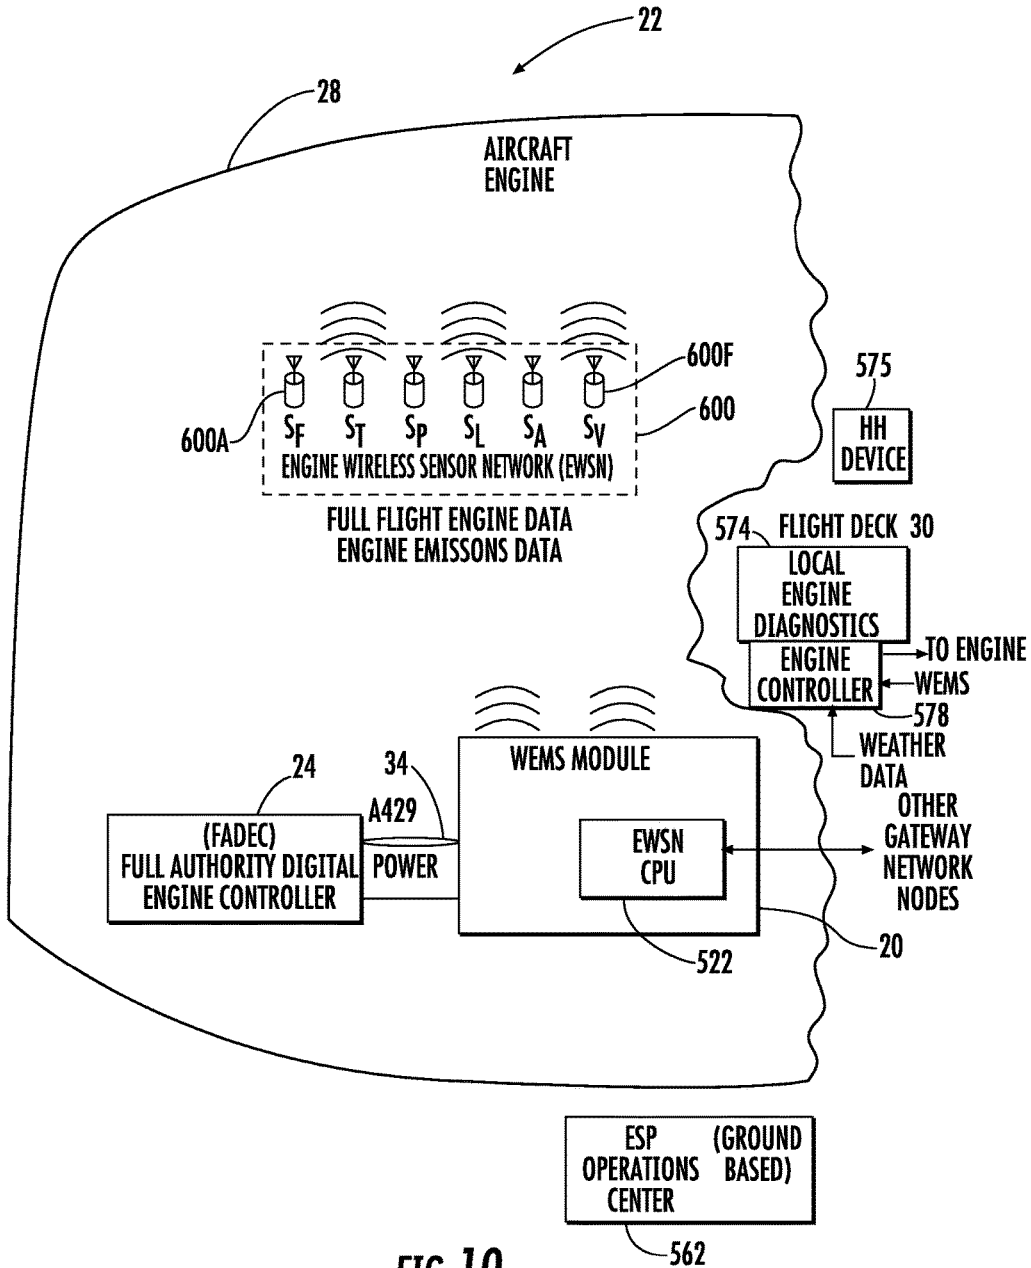 22
28
AIRCRAFT
ENGINE
600F
600
600A
SF ST SP SL SA SV
ENGINE WIRELESS SENSOR NETWORK (EWSN)
FULL FLIGHT ENGINE DATA
ENGINE EMISSONS DATA
575
HH
DEVICE
574 FLIGHT DECK 30
LOCAL
ENGINE
DIAGNOSTICS
ENGINE
CONTROLLER
TO ENGINE
WEMS
578
WEATHER
DATA
WEMS MODULE
24
34
A429
POWER
(FADEC)
FULL AUTHORITY DIGITAL
ENGINE CONTROLLER
EWSN
CPU
OTHER
GATEWAY
NETWORK
NODES
522
20
ESP (GROUND
OPERATIONS BASED)
CENTER
562
FIG. 10